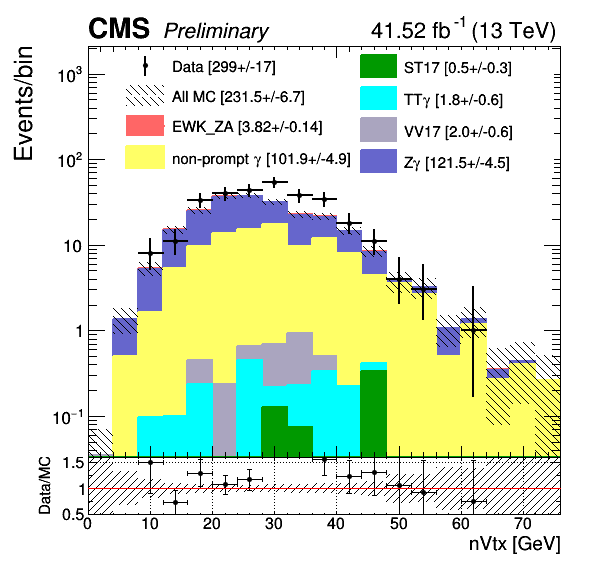 CMS Preliminary 41.52 fb⁻¹ (13 TeV)
Events/bin
Data [299+/-17]
All MC [231.5+/-6.7]
EWK_ZA [3.82+/-0.14]
non-prompt γ [101.9+/-4.9]
ST17 [0.5+/-0.3]
TTγ [1.8+/-0.6]
VV17 [2.0+/-0.6]
Zγ [121.5+/-4.5]
10³
10²
10
1
10⁻¹
Data/MC
1.5
1
0.5
0 10 20 30 40 50 60 70
nVtx [GeV]